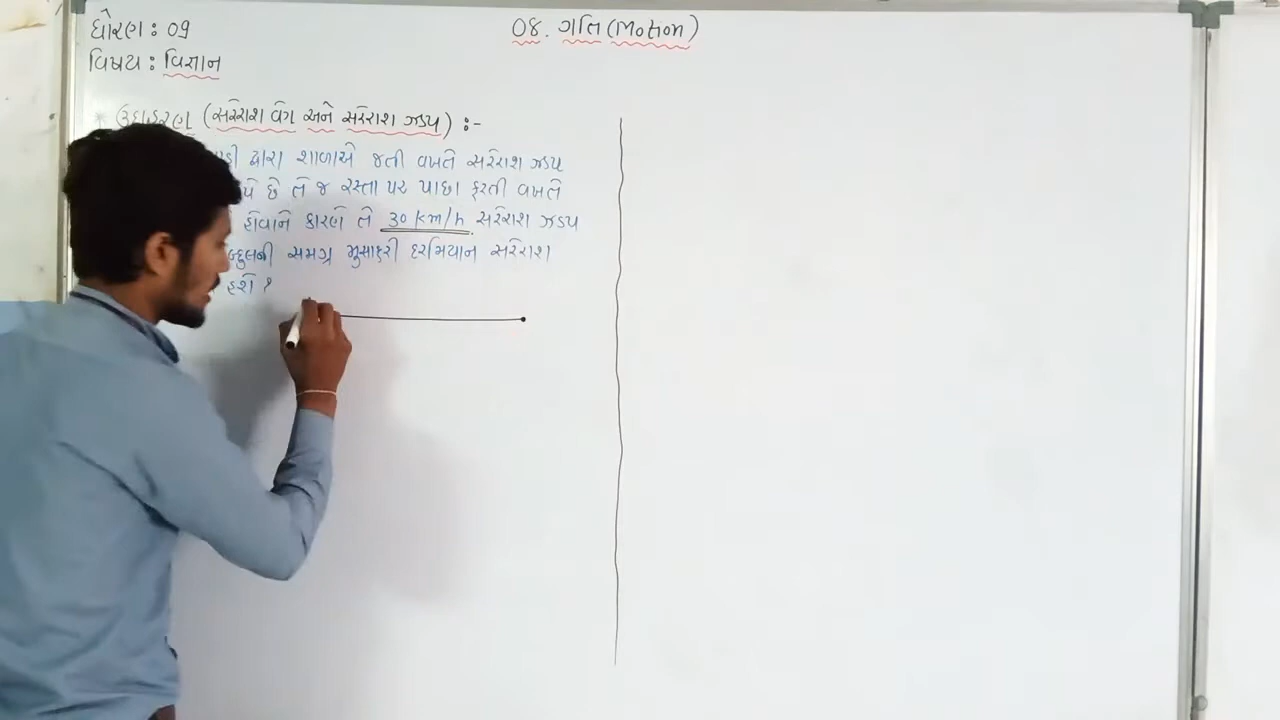 ધોરણ : 09
08. ગતિ (Motion)
વિષય : વિજ્ઞાન
* ઉદાહરણ (સરેરાશ વેગ અને સરેરાશ ઝડપ) :-
દ્વારા શાળાએ જતી વખતે સરેરાશ ઝડપ
છે તે જ રસ્તા પર પાછા ફરતી વખતે
હોવાને કારણે તે 30 km/h સરેરાશ ઝડપ
સમગ્ર મુસાફરી દરમિયાન સરેરાશ
હશે ?